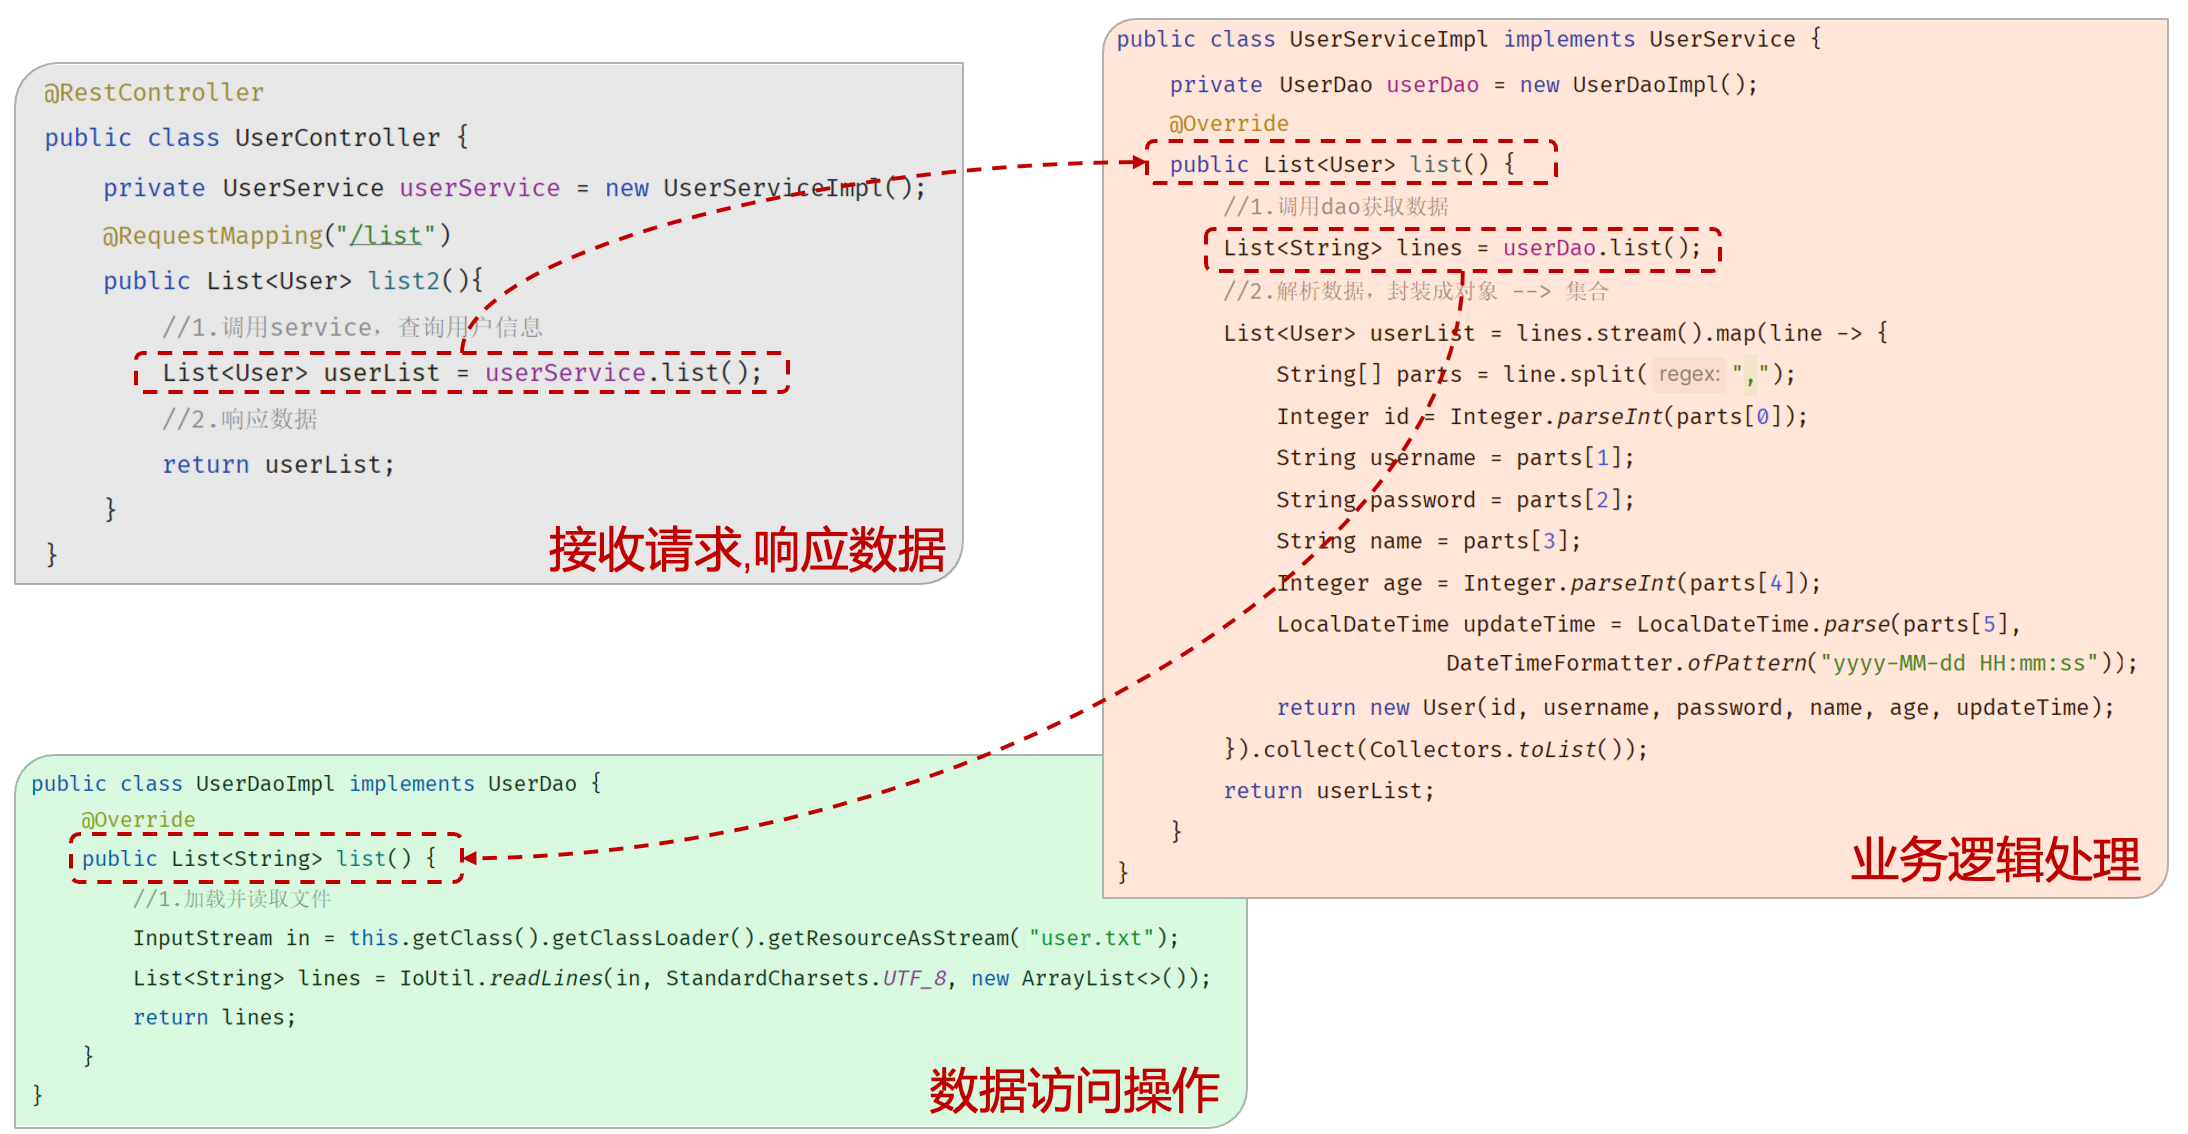 @RestController
public class UserController {
private UserService userService = new UserServiceImpl();
@RequestMapping("/list")
public List<User> list2(){
//1.调用service，查询用户信息
List<User> userList = userService.list();
//2.响应数据
return userList;
}
}
接收请求,响应数据
public class UserServiceImpl implements UserService {
private UserDao userDao = new UserDaoImpl();
@Override
public List<User> list() {
//1.调用dao获取数据
List<String> lines = userDao.list();
//2.解析数据，封装成对象 --> 集合
List<User> userList = lines.stream().map(line -> {
String[] parts = line.split( regex: ",");
Integer id = Integer.parseInt(parts[0]);
String username = parts[1];
String password = parts[2];
String name = parts[3];
Integer age = Integer.parseInt(parts[4]);
LocalDateTime updateTime = LocalDateTime.parse(parts[5],
DateTimeFormatter.ofPattern("yyyy-MM-dd HH:mm:ss"));
return new User(id, username, password, name, age, updateTime);
}).collect(Collectors.toList());
return userList;
}
}
业务逻辑处理
public class UserDaoImpl implements UserDao {
@Override
public List<String> list() {
//1.加载并读取文件
InputStream in = this.getClass().getClassLoader().getResourceAsStream("user.txt");
List<String> lines = IoUtil.readLines(in, StandardCharsets.UTF_8, new ArrayList<>());
return lines;
}
}
数据访问操作